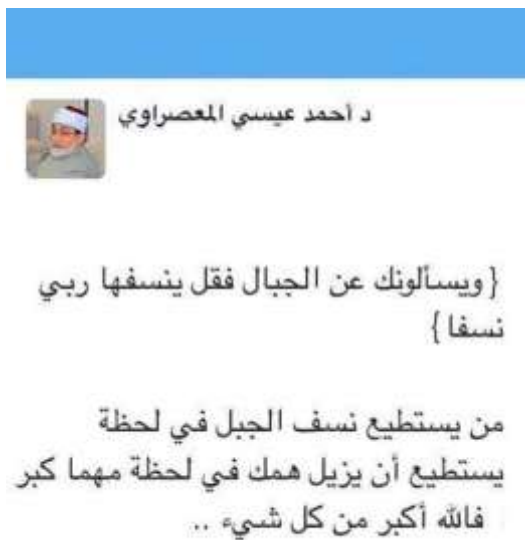 د أحمد عيسي المعصراوي
{ويسألونك عن الجبال فقل ينسفها ربي
نسفا}
من يستطيع نسف الجبل في لحظة
يستطيع أن يزيل همك في لحظة مهما كبر
فالله أكبر من كل شيء ..